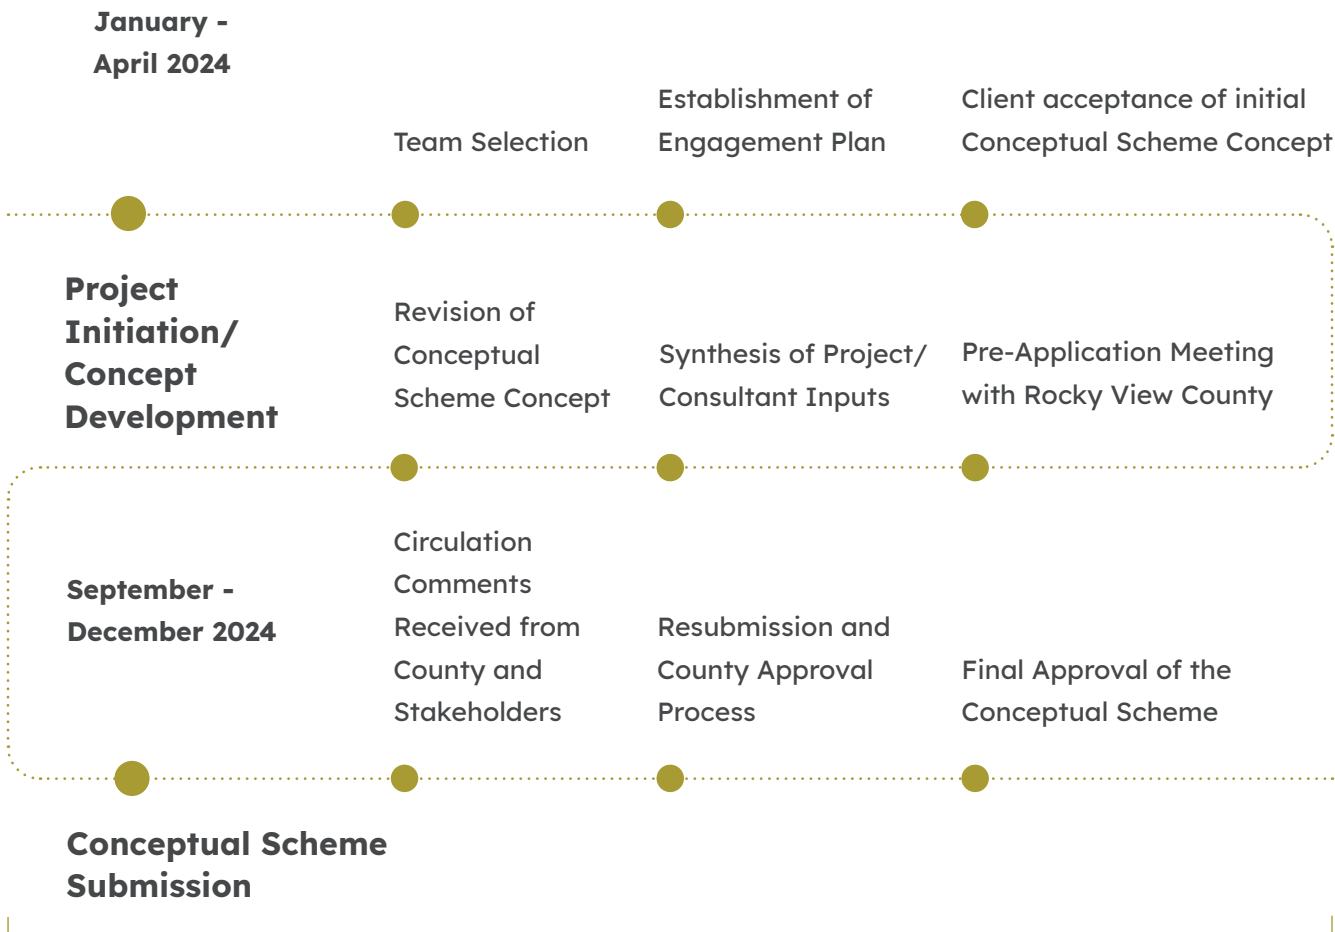 January -
April 2024
Team Selection
Establishment of
Engagement Plan
Client acceptance of initial
Conceptual Scheme Concept
Project
Initiation/
Concept
Development
Revision of
Conceptual
Scheme Concept
Synthesis of Project/
Consultant Inputs
Pre-Application Meeting
with Rocky View County
September -
December 2024
Circulation
Comments
Received from
County and
Stakeholders
Resubmission and
County Approval
Process
Final Approval of the
Conceptual Scheme
Conceptual Scheme
Submission